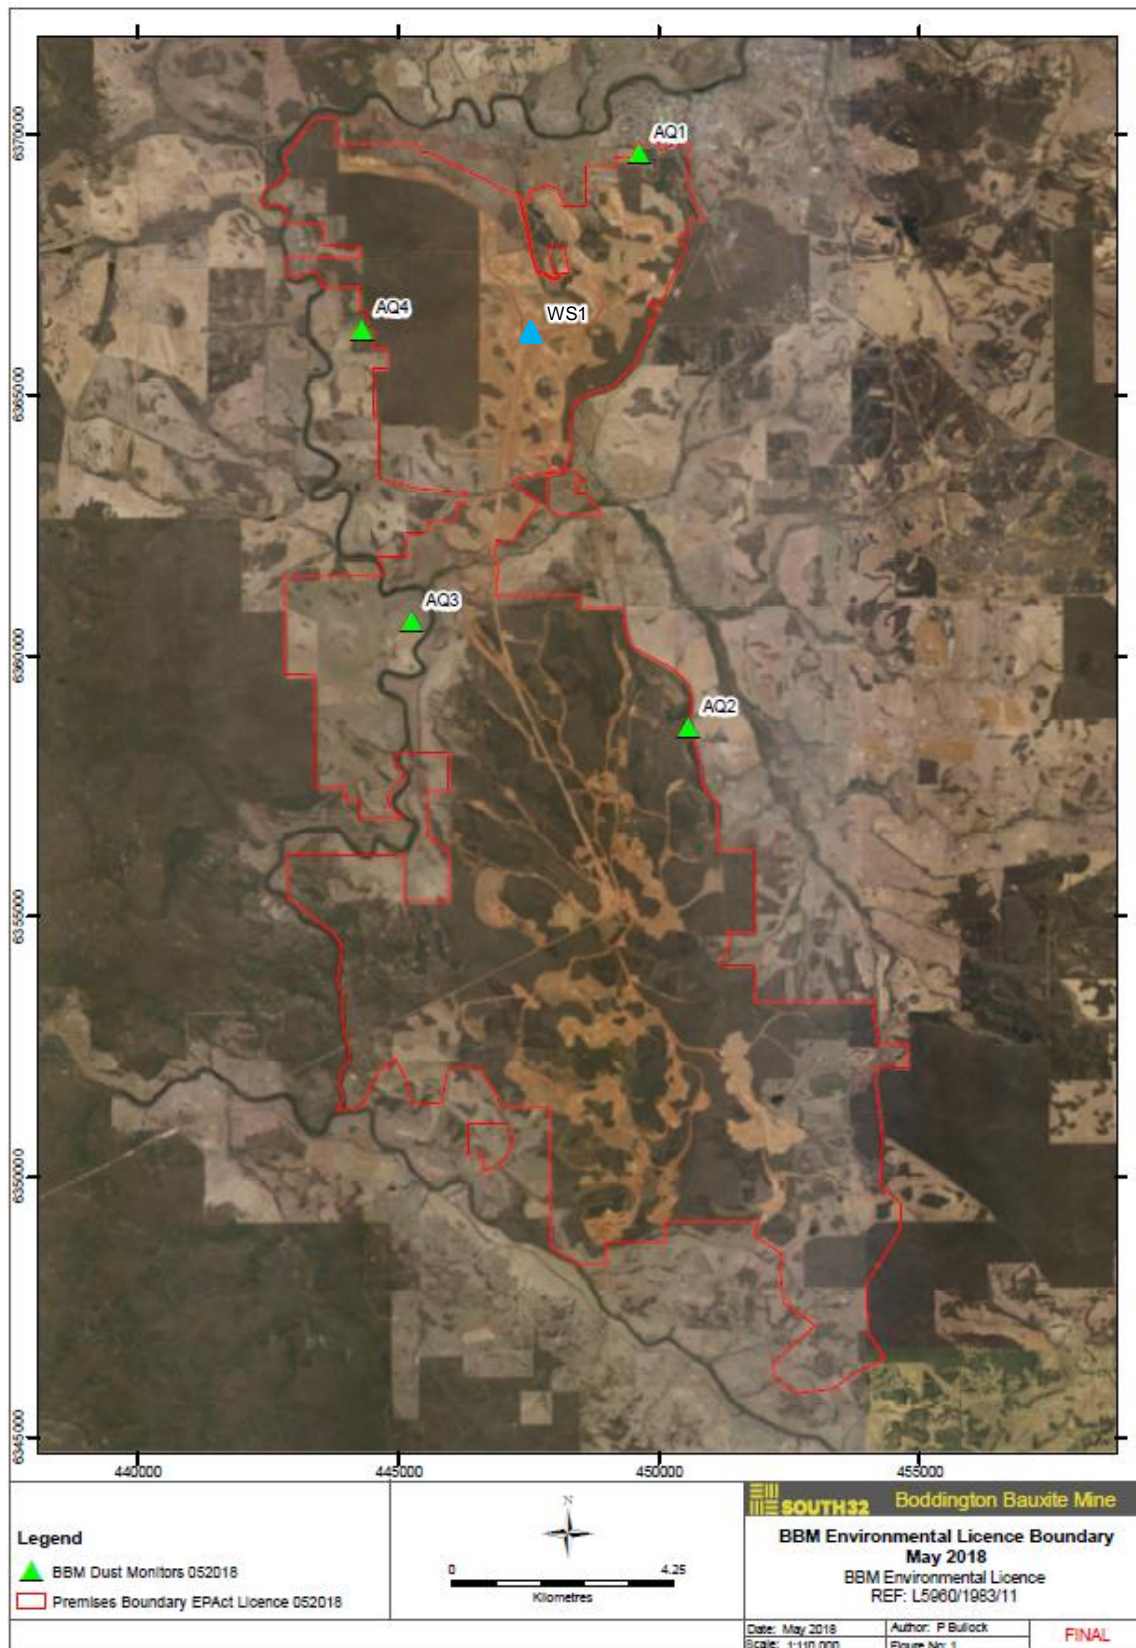 AQ1
AQ4
WS1
AQ3
AQ2
6370000
6365000
6360000
6355000
6350000
6345000
440000
445000
450000
455000
Legend
BBM Dust Monitors 052018
Premises Boundary EPAct Licence 052018
N
0 4.25
Kilometres
SOUTH32 Boddington Bauxite Mine
BBM Environmental Licence Boundary
May 2018
BBM Environmental Licence
REF: L5960/1983/11
Date: May 2018 Author: P Bullock
Scale: 1:110,000 Figure No: 1
FINAL